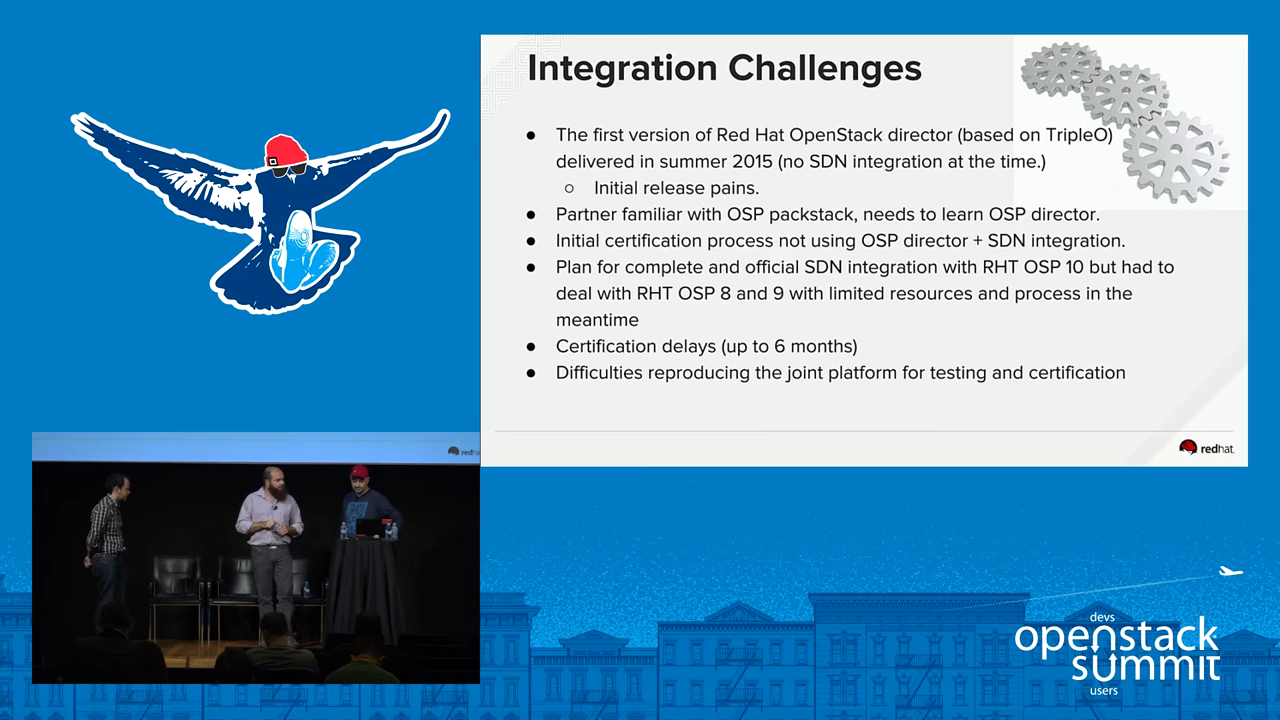 Integration Challenges
● The first version of Red Hat OpenStack director (based on TripleO)
delivered in summer 2015 (no SDN integration at the time.)
○ Initial release pains.
● Partner familiar with OSP packstack, needs to learn OSP director.
● Initial certification process not using OSP director + SDN integration.
● Plan for complete and official SDN integration with RHT OSP 10 but had to
deal with RHT OSP 8 and 9 with limited resources and process in the
meantime
● Certification delays (up to 6 months)
● Difficulties reproducing the joint platform for testing and certification
redhat.
redha
devs
openstack
summit
users